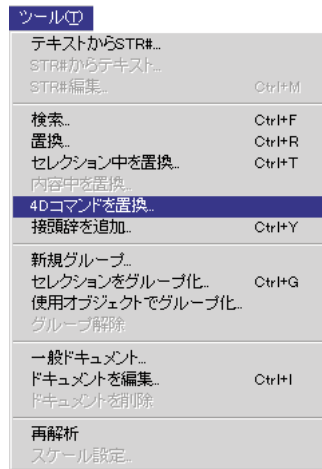 ツール(T)
テキストからSTR#...
STR#からテキスト...
STR#編集... Ctrl+M
検索... Ctrl+F
置換... Ctrl+R
セレクション中を置換... Ctrl+T
内容中を置換...
4Dコマンドを置換...
接頭辞を追加... Ctrl+Y
新規グループ...
セレクションをグループ化... Ctrl+G
使用オブジェクトでグループ化...
グループ解除
一般ドキュメント...
ドキュメントを編集... Ctrl+I
ドキュメントを削除
再解析
スケール設定...